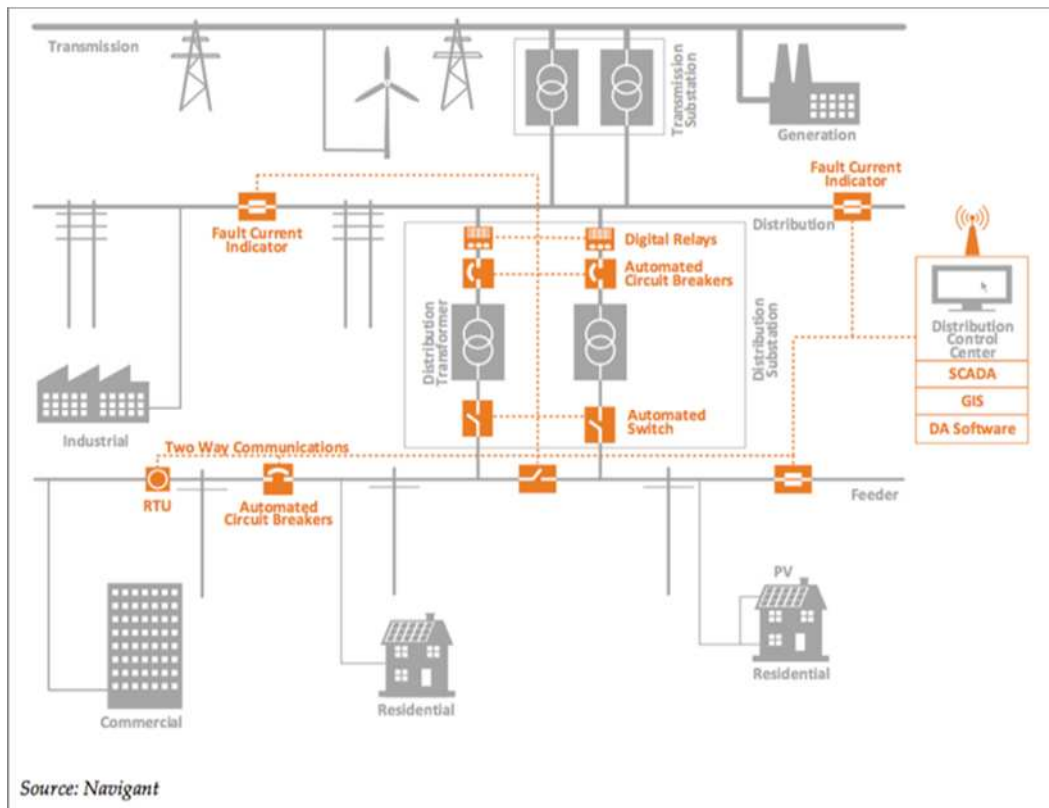 Transmission
Transmission
Substation
Generation
Fault Current
Indicator
Fault Current
Indicator
Distribution
Digital Relays
Automated
Circuit Breakers
Distribution
Transformer
Distribution
Substation
Distribution
Control
Center
SCADA
GIS
DA Software
Automated
Switch
Industrial
Two Way Communications
RTU
Automated
Circuit Breakers
Feeder
PV
Residential
Residential
Commercial
Source: Navigant